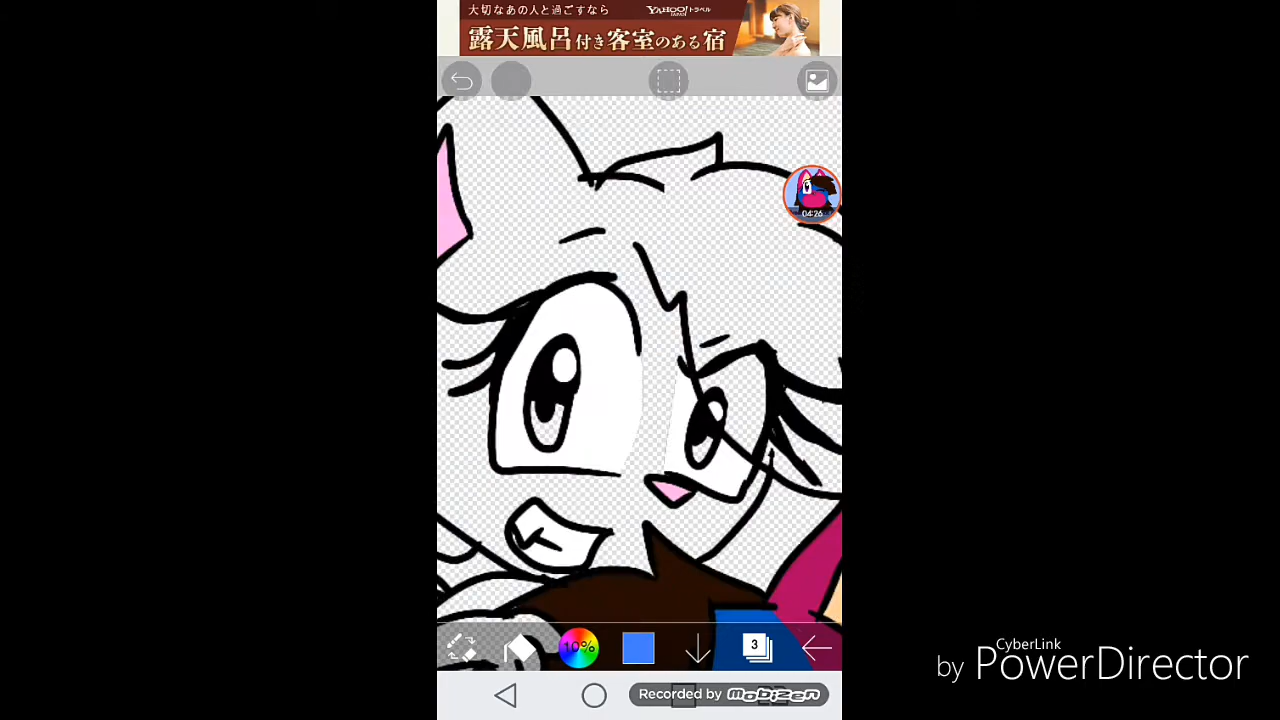 大切なあの人と過ごすなら
YAHOO! トラベル
JAPAN
露天風呂付き客室のある宿
04:26
10%
3
Recorded by mobizen
CyberLink
by PowerDirector